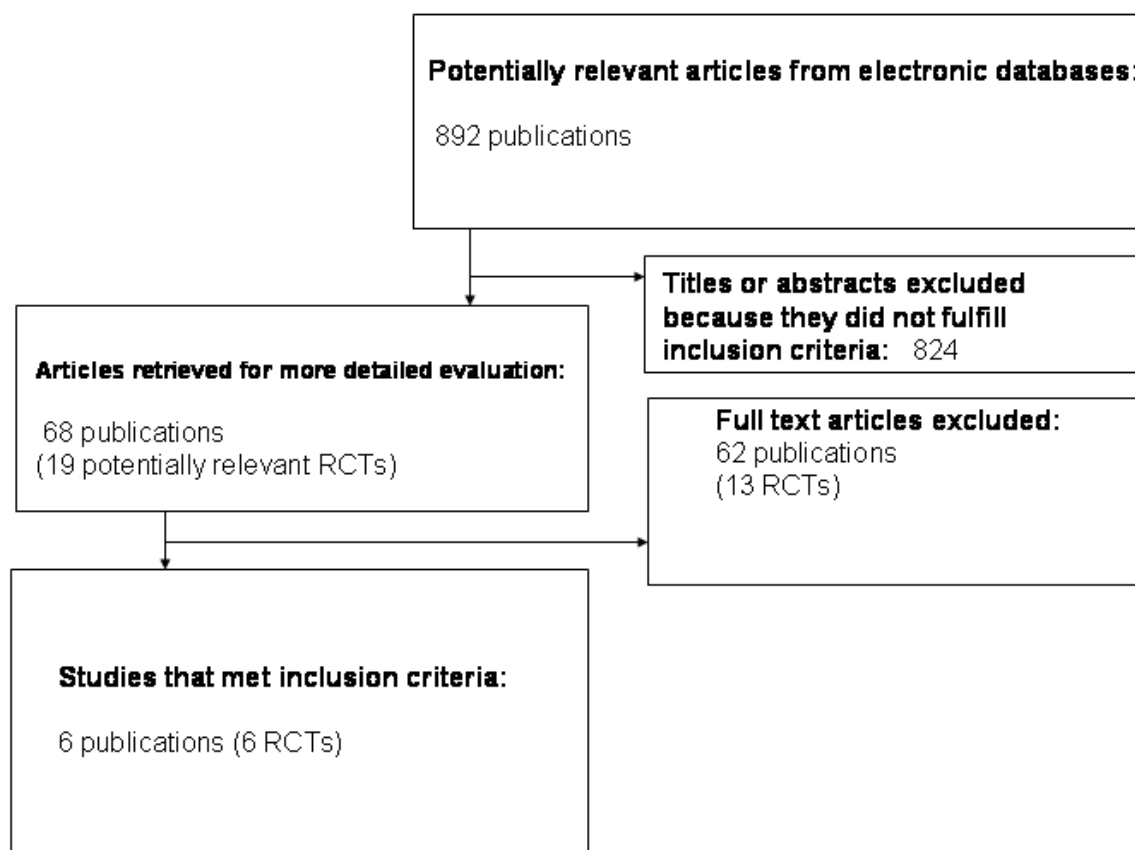 Potentially relevant articles from electronic databases:
892 publications
Titles or abstracts excluded
because they did not fulfill
inclusion criteria: 824
Articles retrieved for more detailed evaluation:
68 publications
(19 potentially relevant RCTs)
Full text articles excluded:
62 publications
(13 RCTs)
Studies that met inclusion criteria:
6 publications (6 RCTs)